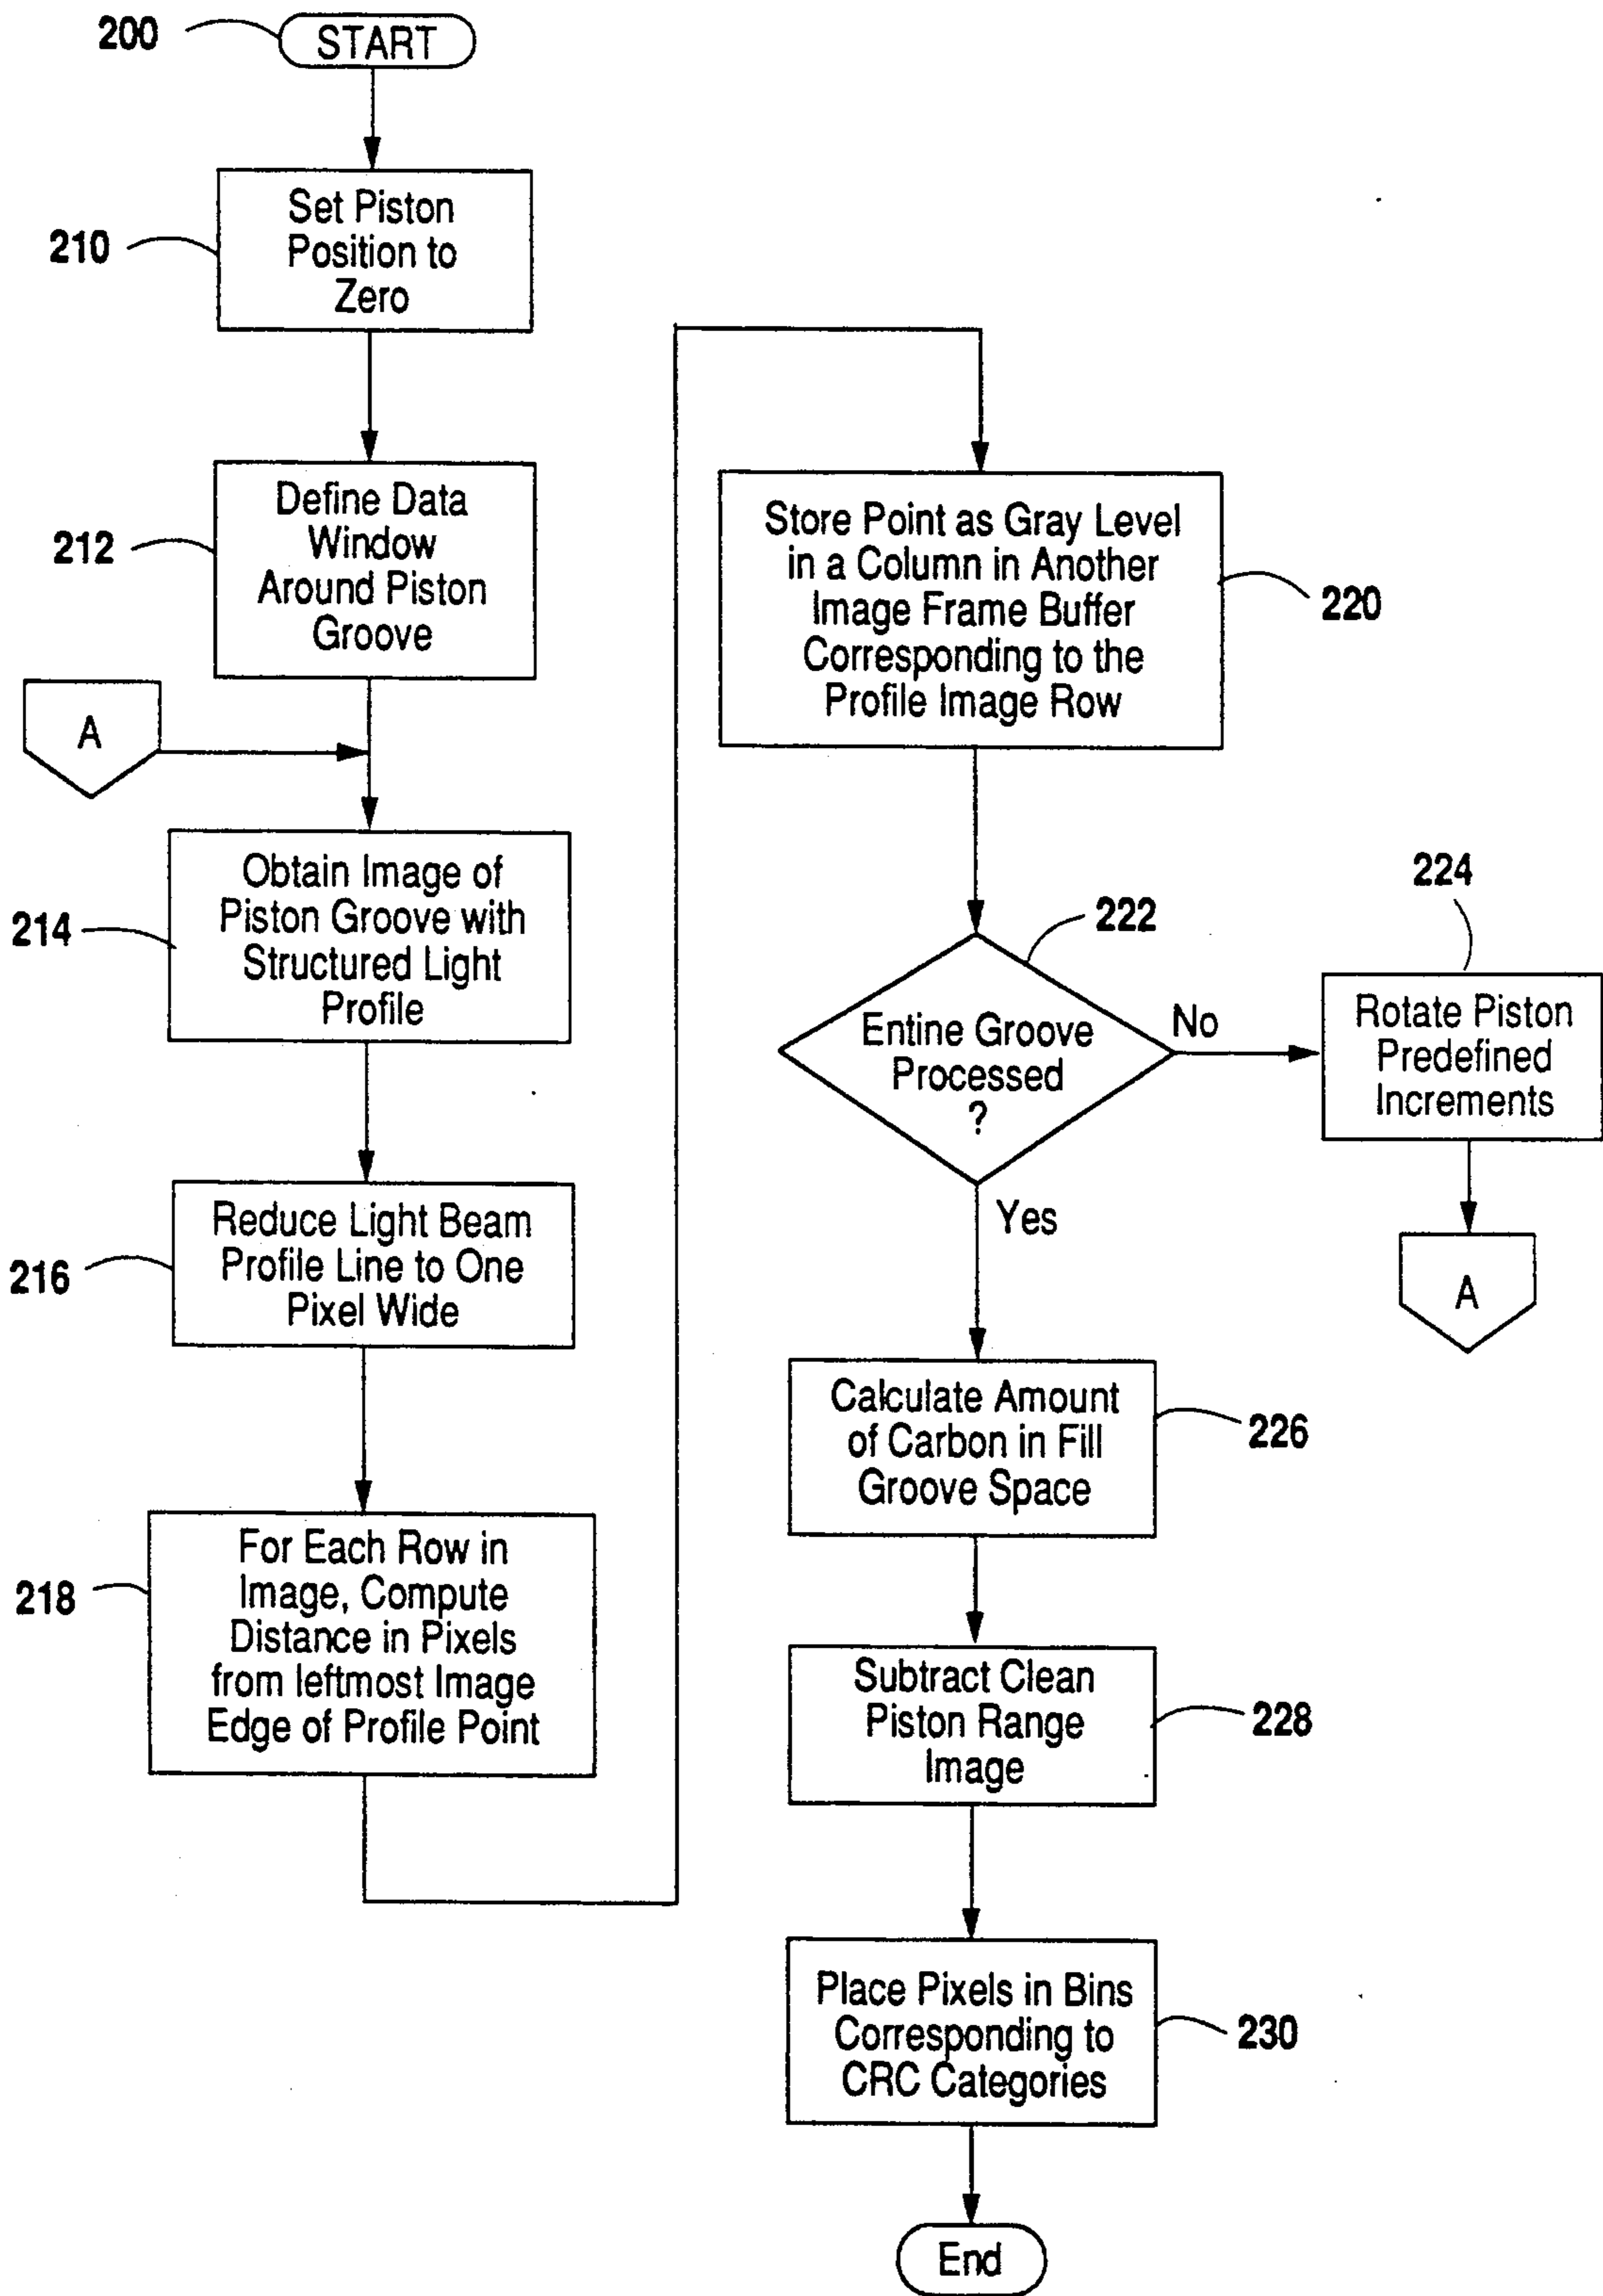 200
START
210
Set Piston
Position to
Zero
212
Define Data
Window
Around Piston
Groove
A
214
Obtain Image of
Piston Groove with
Structured Light
Profile
216
Reduce Light Beam
Profile Line to One
Pixel Wide
218
For Each Row in
Image, Compute
Distance in Pixels
from leftmost Image
Edge of Profile Point
Store Point as Gray Level
in a Column in Another
Image Frame Buffer
Corresponding to the
Profile Image Row
220
222
Entine Groove
Processed
?
No
224
Rotate Piston
Predefined
Increments
A
Yes
Calculate Amount
of Carbon in Fill
Groove Space
226
Subtract Clean
Piston Range
Image
228
Place Pixels in Bins
Corresponding to
CRC Categories
230
End